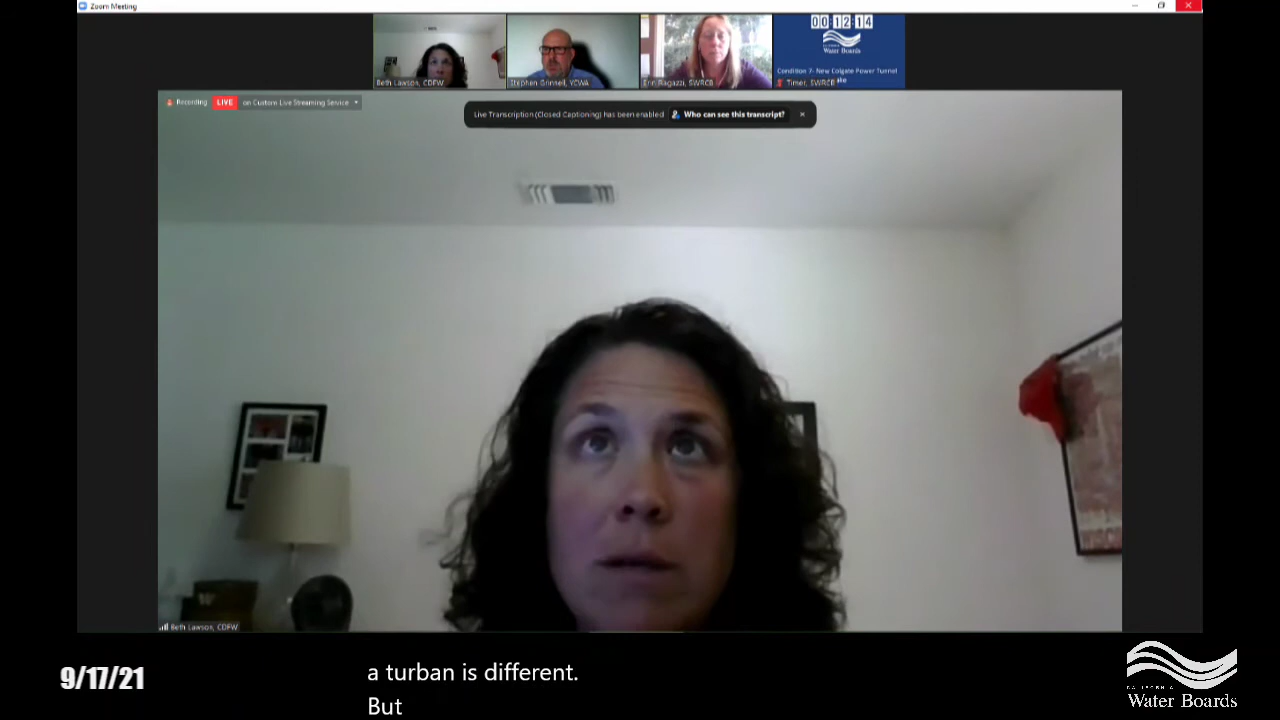 Zoom Meeting
00:12:14
Water Boards
Condition 7- New Colgate Power Tunnel
Beth Lawson, CDFW
Stephen Grinnell, YCWA
Erin Ragazzi, SWRCB
Timer, SWRCB
Recording LIVE on Custom Live Streaming Service
Live Transcription (Closed Captioning) has been enabled Who can see this transcript?
Beth Lawson, CDFW
a turban is different.
But
9/17/21
CALIFORNIA
Water Boards